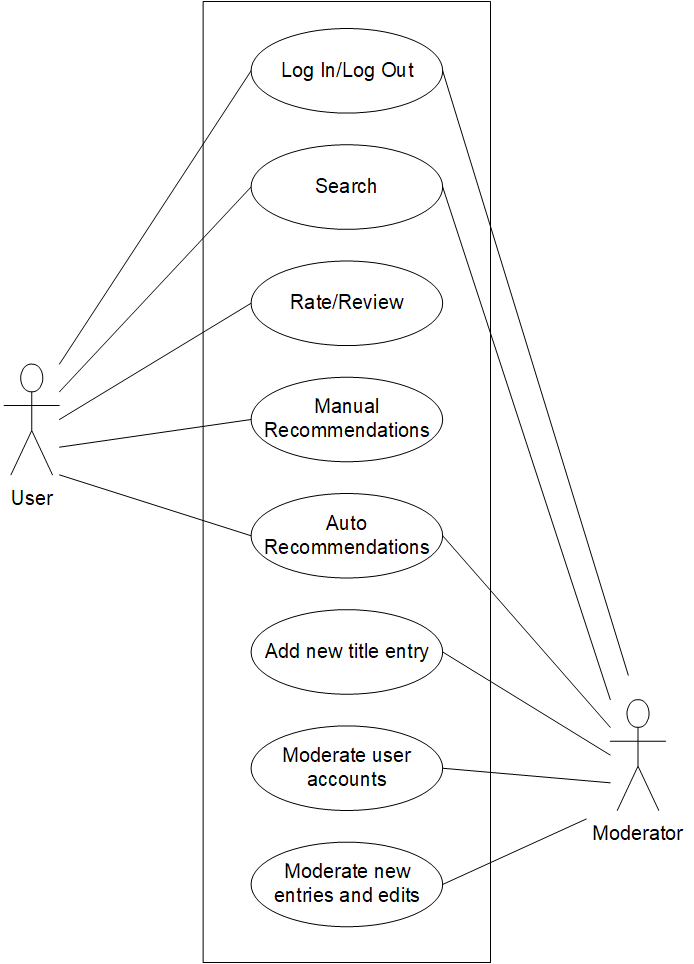 Log In/Log Out
Search
Rate/Review
Manual
Recommendations
User
Auto
Recommendations
Add new title entry
Moderate user
accounts
Moderator
Moderate new
entries and edits